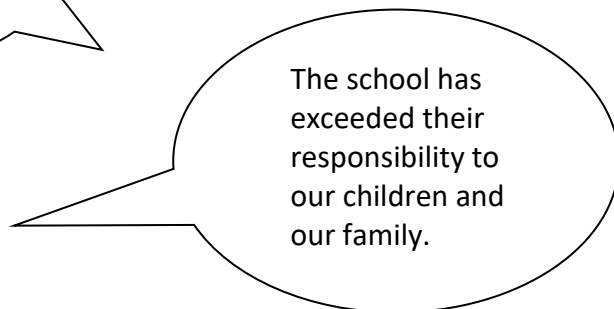 The school has
exceeded their
responsibility to
our children and
our family.